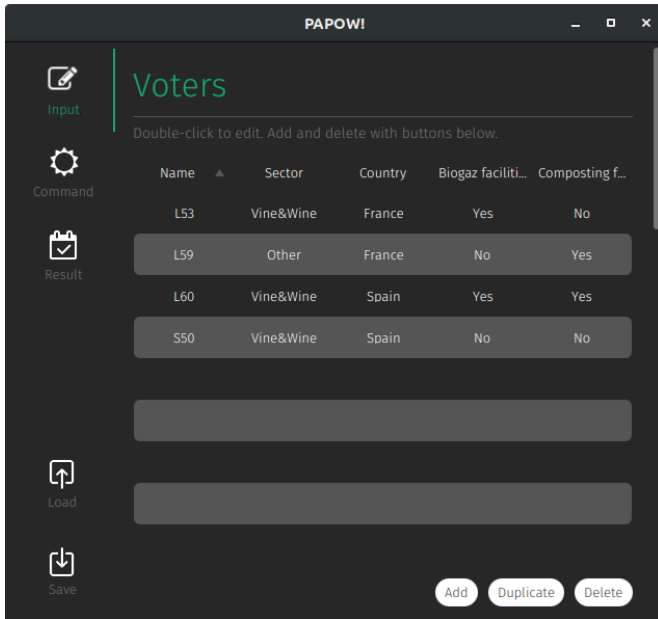 PAPOW!
Input
Command
Result
Load
Save
Voters
Double-click to edit. Add and delete with buttons below.
Name Sector Country Biogaz faciliti... Composting f...
L53 Vine&Wine France Yes No
L59 Other France No Yes
L60 Vine&Wine Spain Yes Yes
S50 Vine&Wine Spain No No
Add Duplicate Delete